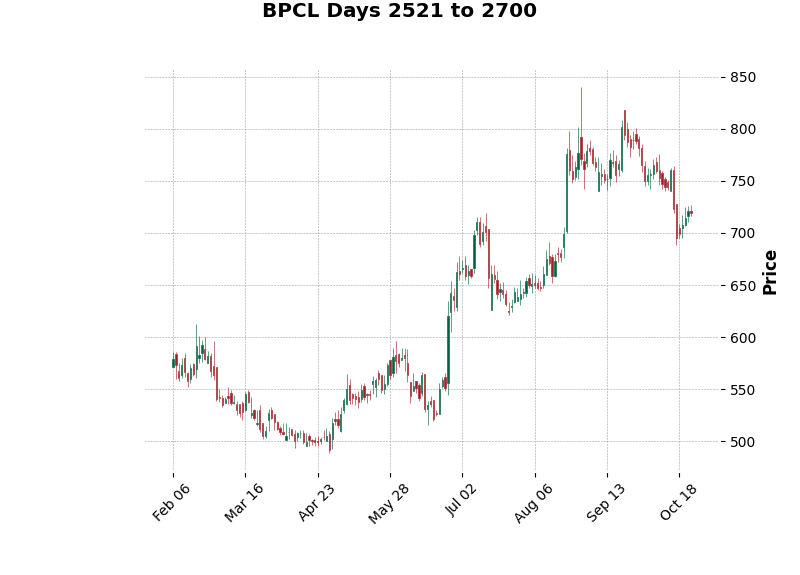 BPCL Days 2521 to 2700
850
800
750
700
650
600
550
500
Price
Feb 06
Mar 16
Apr 23
May 28
Jul 02
Aug 06
Sep 13
Oct 18